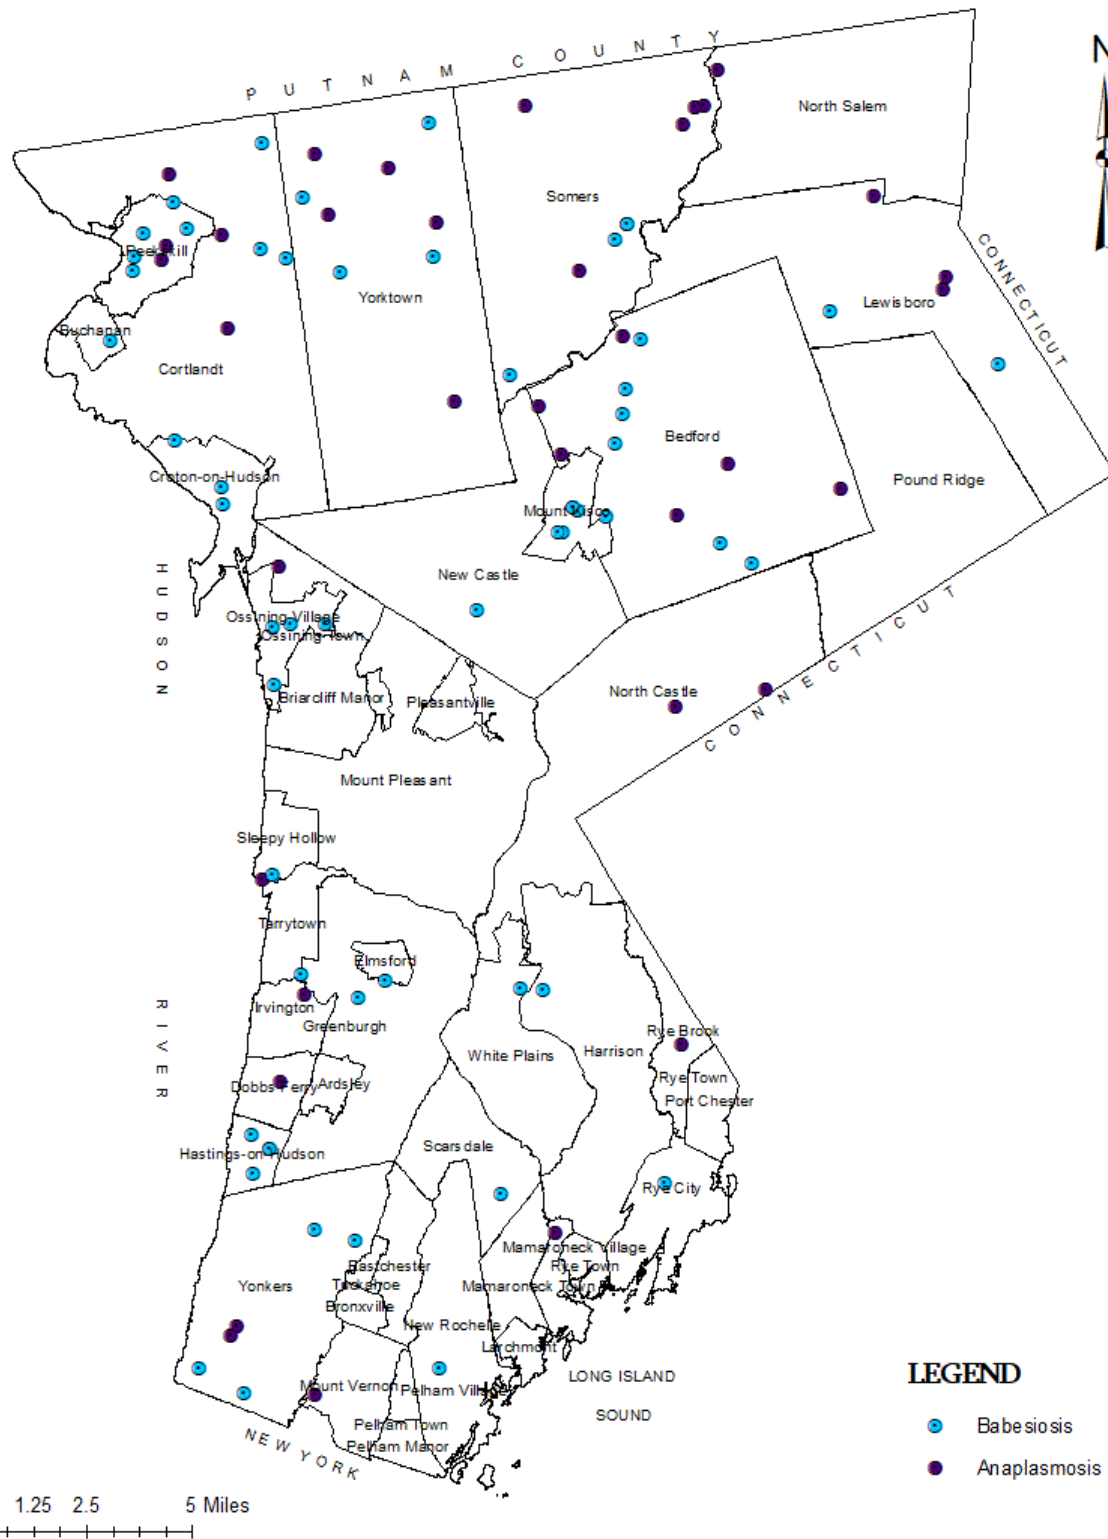 PUTNAM COUNTY
N
North Salem
Somers
Peekskill
Yorktown
Lewisboro
CONNECTICUT
Buchanan
Cortlandt
Bedford
Croton-on-Hudson
Pound Ridge
Mount Kisco
New Castle
HUDSON
Ossining Village
Ossining Town
North Castle
Briarcliff Manor
Pleasantville
CONNECTICUT
Mount Pleasant
Sleepy Hollow
Tarrytown
Elmsford
RIVER
Irvington
Greenburgh
Rye Brook
White Plains
Harrison
Rye Town
Dobbs Ferry
Ardsley
Port Chester
Scarsdale
Hastings-on-Hudson
Rye City
Mamaroneck Village
Eastchester
Rye Town
Yonkers
Tuckahoe
Mamaroneck Town
Bronxville
New Rochelle
Larchmont
LONG ISLAND
SOUND
Mount Vernon
Pelham Village
Pelham Town
Pelham Manor
NEW YORK
LEGEND
Babesiosis
Anaplasmosis
1.25 2.5 5 Miles